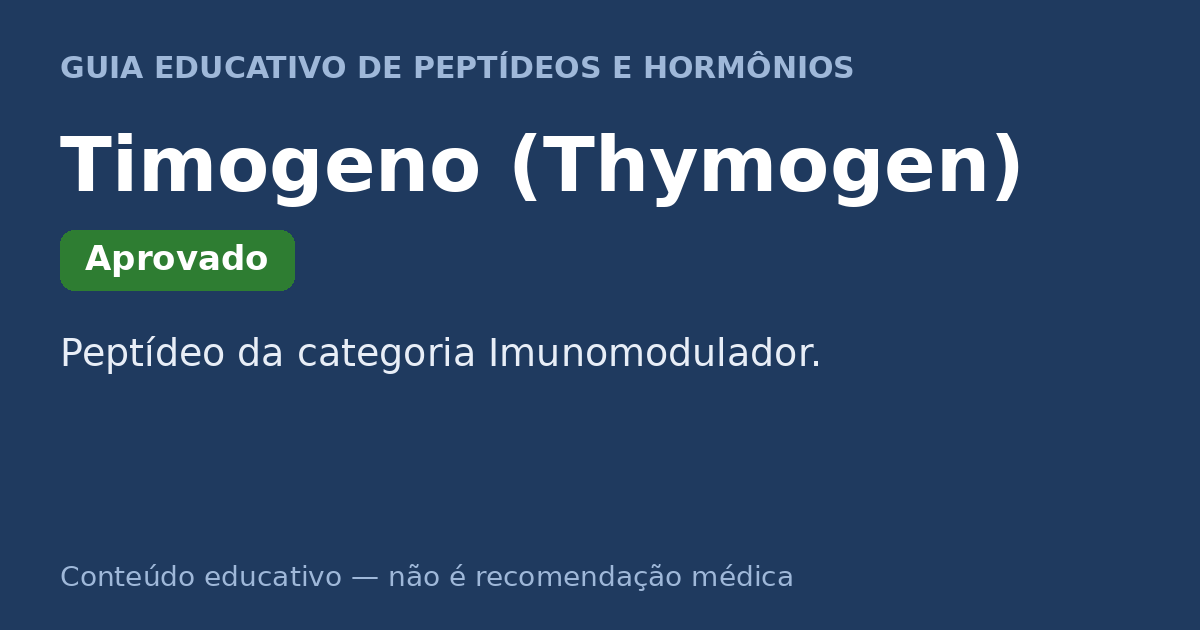 GUIA EDUCATIVO DE PEPTÍDEOS E HORMÔNIOS
Timogeno (Thymogen)
Aprovado
Peptídeo da categoria Imunomodulador.
Conteúdo educativo — não é recomendação médica